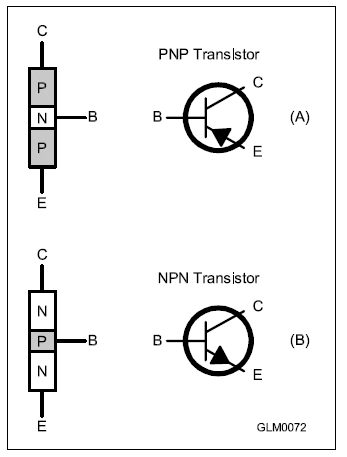 C
PNP Transistor
P
N
B
P
E
B
C
E
(A)
C
NPN Transistor
N
P
B
N
E
B
C
E
(B)
GLM0072